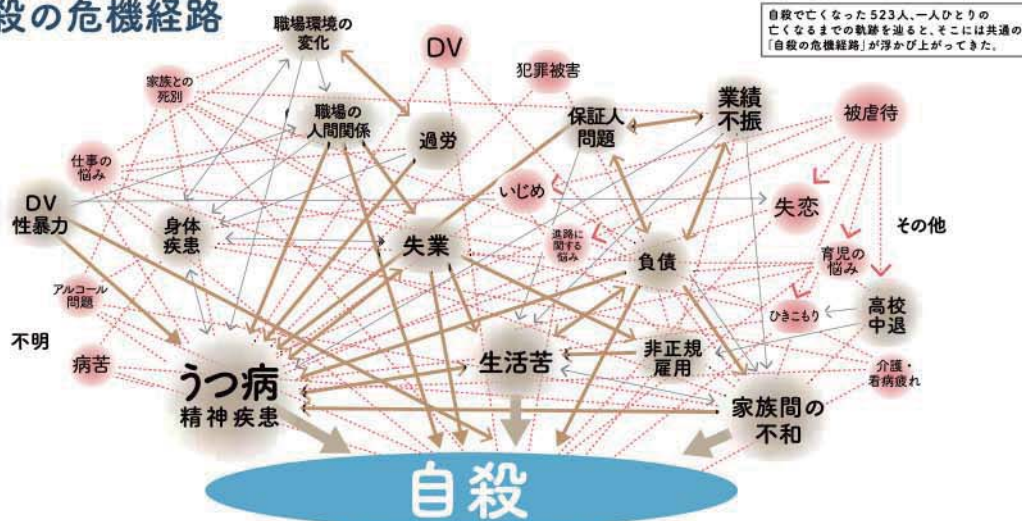 殺の危機経路
自殺で亡くなった523人、一人ひとりの
亡くなるまでの軌跡を辿ると、そこには共通の
「自殺の危機経路」が浮かび上がってきた。
職場環境の
変化
DV
犯罪被害
家族との
死別
職場の
人間関係
過労
保証人
問題
業績
不振
被虐待
仕事の
悩み
いじめ
失恋
DV
性暴力
身体
疾患
失業
進路に
関する
悩み
負債
その他
育児の
悩み
アルコール
問題
ひきこもり
高校
中退
不明
病苦
うつ病
精神疾患
生活苦
非正規
雇用
介護・
看病疲れ
家族間の
不和
自殺